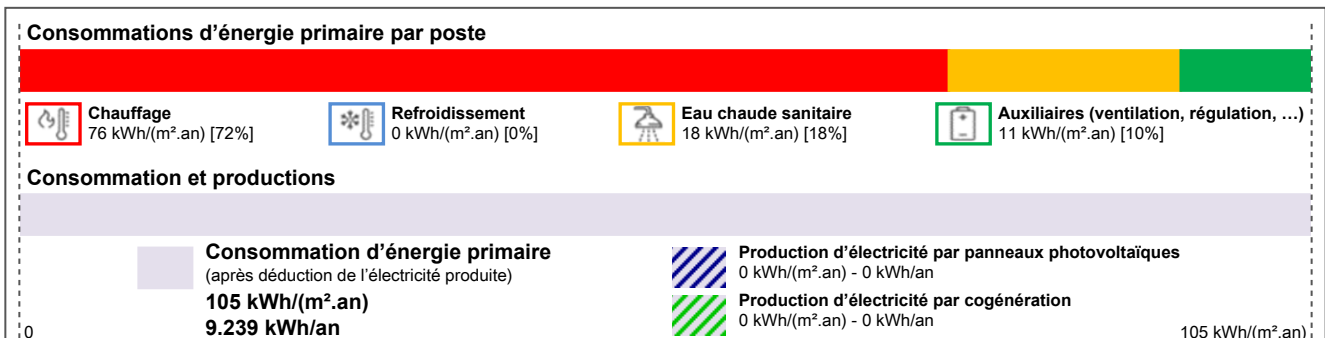 Consommations d’énergie primaire par poste
Chauffage
76 kWh/(m².an) [72%]
Refroidissement
0 kWh/(m².an) [0%]
Eau chaude sanitaire
18 kWh/(m².an) [18%]
Auxiliaires (ventilation, régulation, …)
11 kWh/(m².an) [10%]
Consommation et productions
Consommation d’énergie primaire
(après déduction de l’électricité produite)
105 kWh/(m².an)
9.239 kWh/an
Production d’électricité par panneaux photovoltaïques
0 kWh/(m².an) - 0 kWh/an
Production d’électricité par cogénération
0 kWh/(m².an) - 0 kWh/an
0
105 kWh/(m².an)